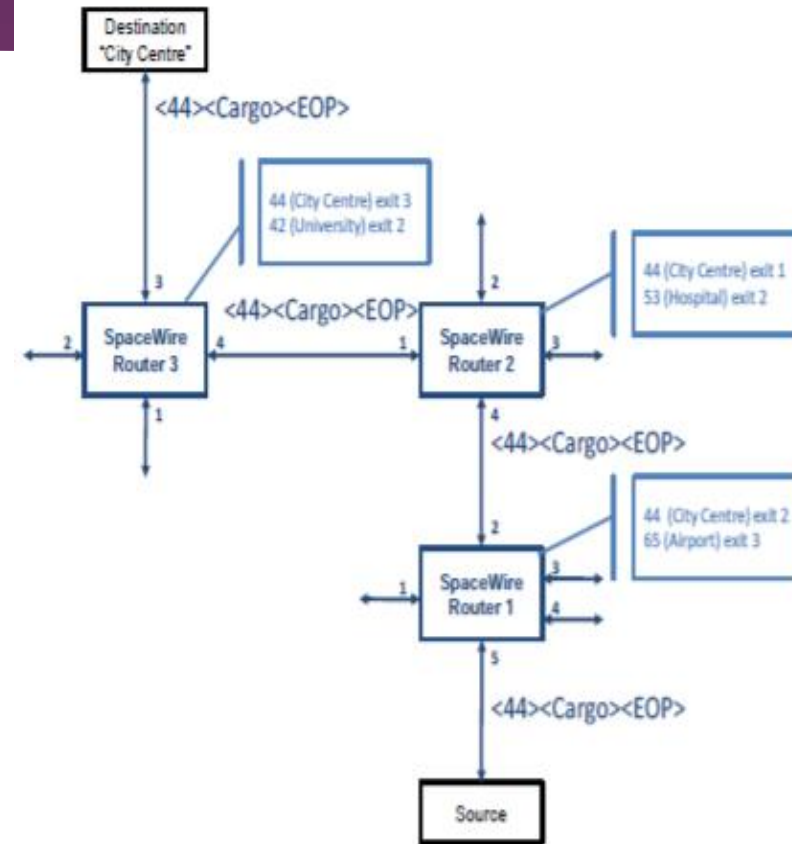 Destination
"City Centre"
<44><Cargo><EOP>
44 (City Centre) exit 3
42 (University) exit 2
3
2
<44><Cargo><EOP>
44 (City Centre) exit 1
53 (Hospital) exit 2
2
SpaceWire
Router 3
4
1
SpaceWire
Router 2
3
1
4
<44><Cargo><EOP>
44 (City Centre) exit 2
65 (Airport) exit 3
2
1
SpaceWire
Router 1
3
4
5
<44><Cargo><EOP>
Source